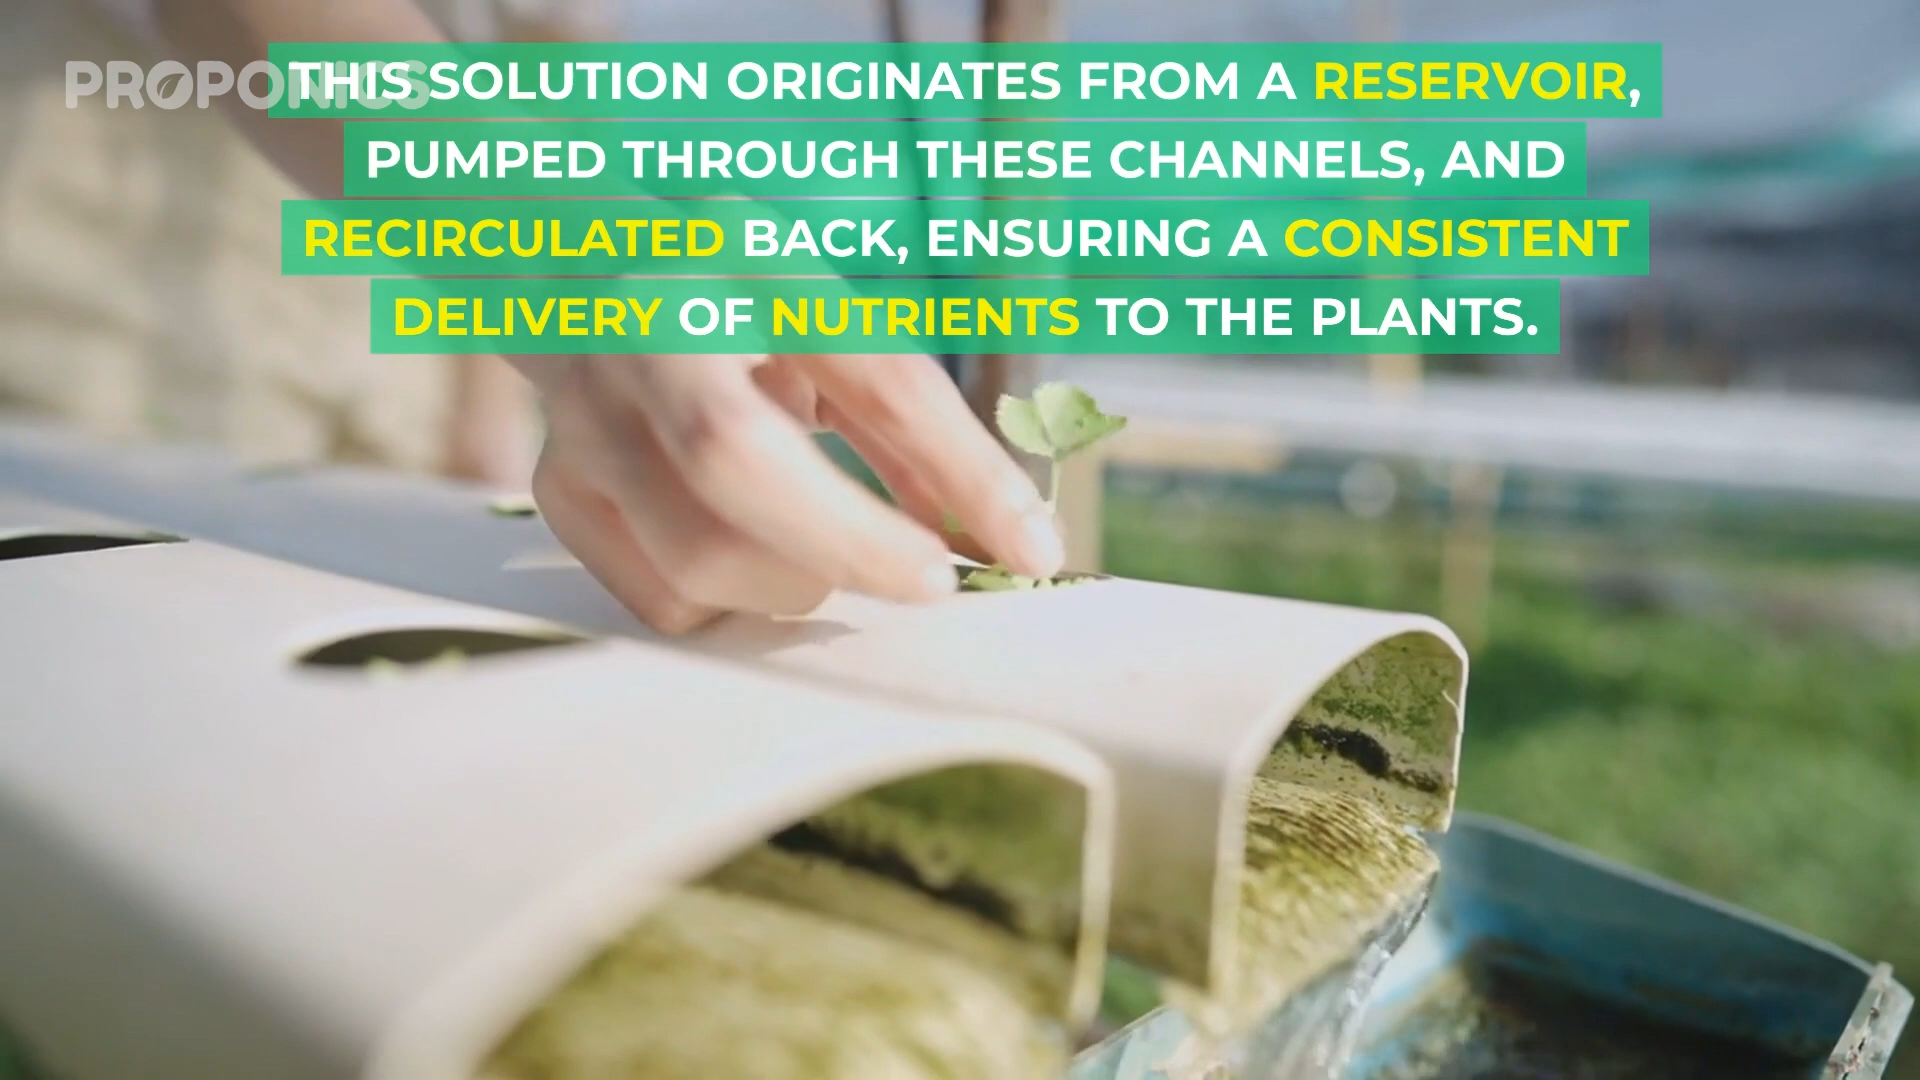 PROPONICS
THIS SOLUTION ORIGINATES FROM A RESERVOIR,
PUMPED THROUGH THESE CHANNELS, AND
RECIRCULATED BACK, ENSURING A CONSISTENT
DELIVERY OF NUTRIENTS TO THE PLANTS.